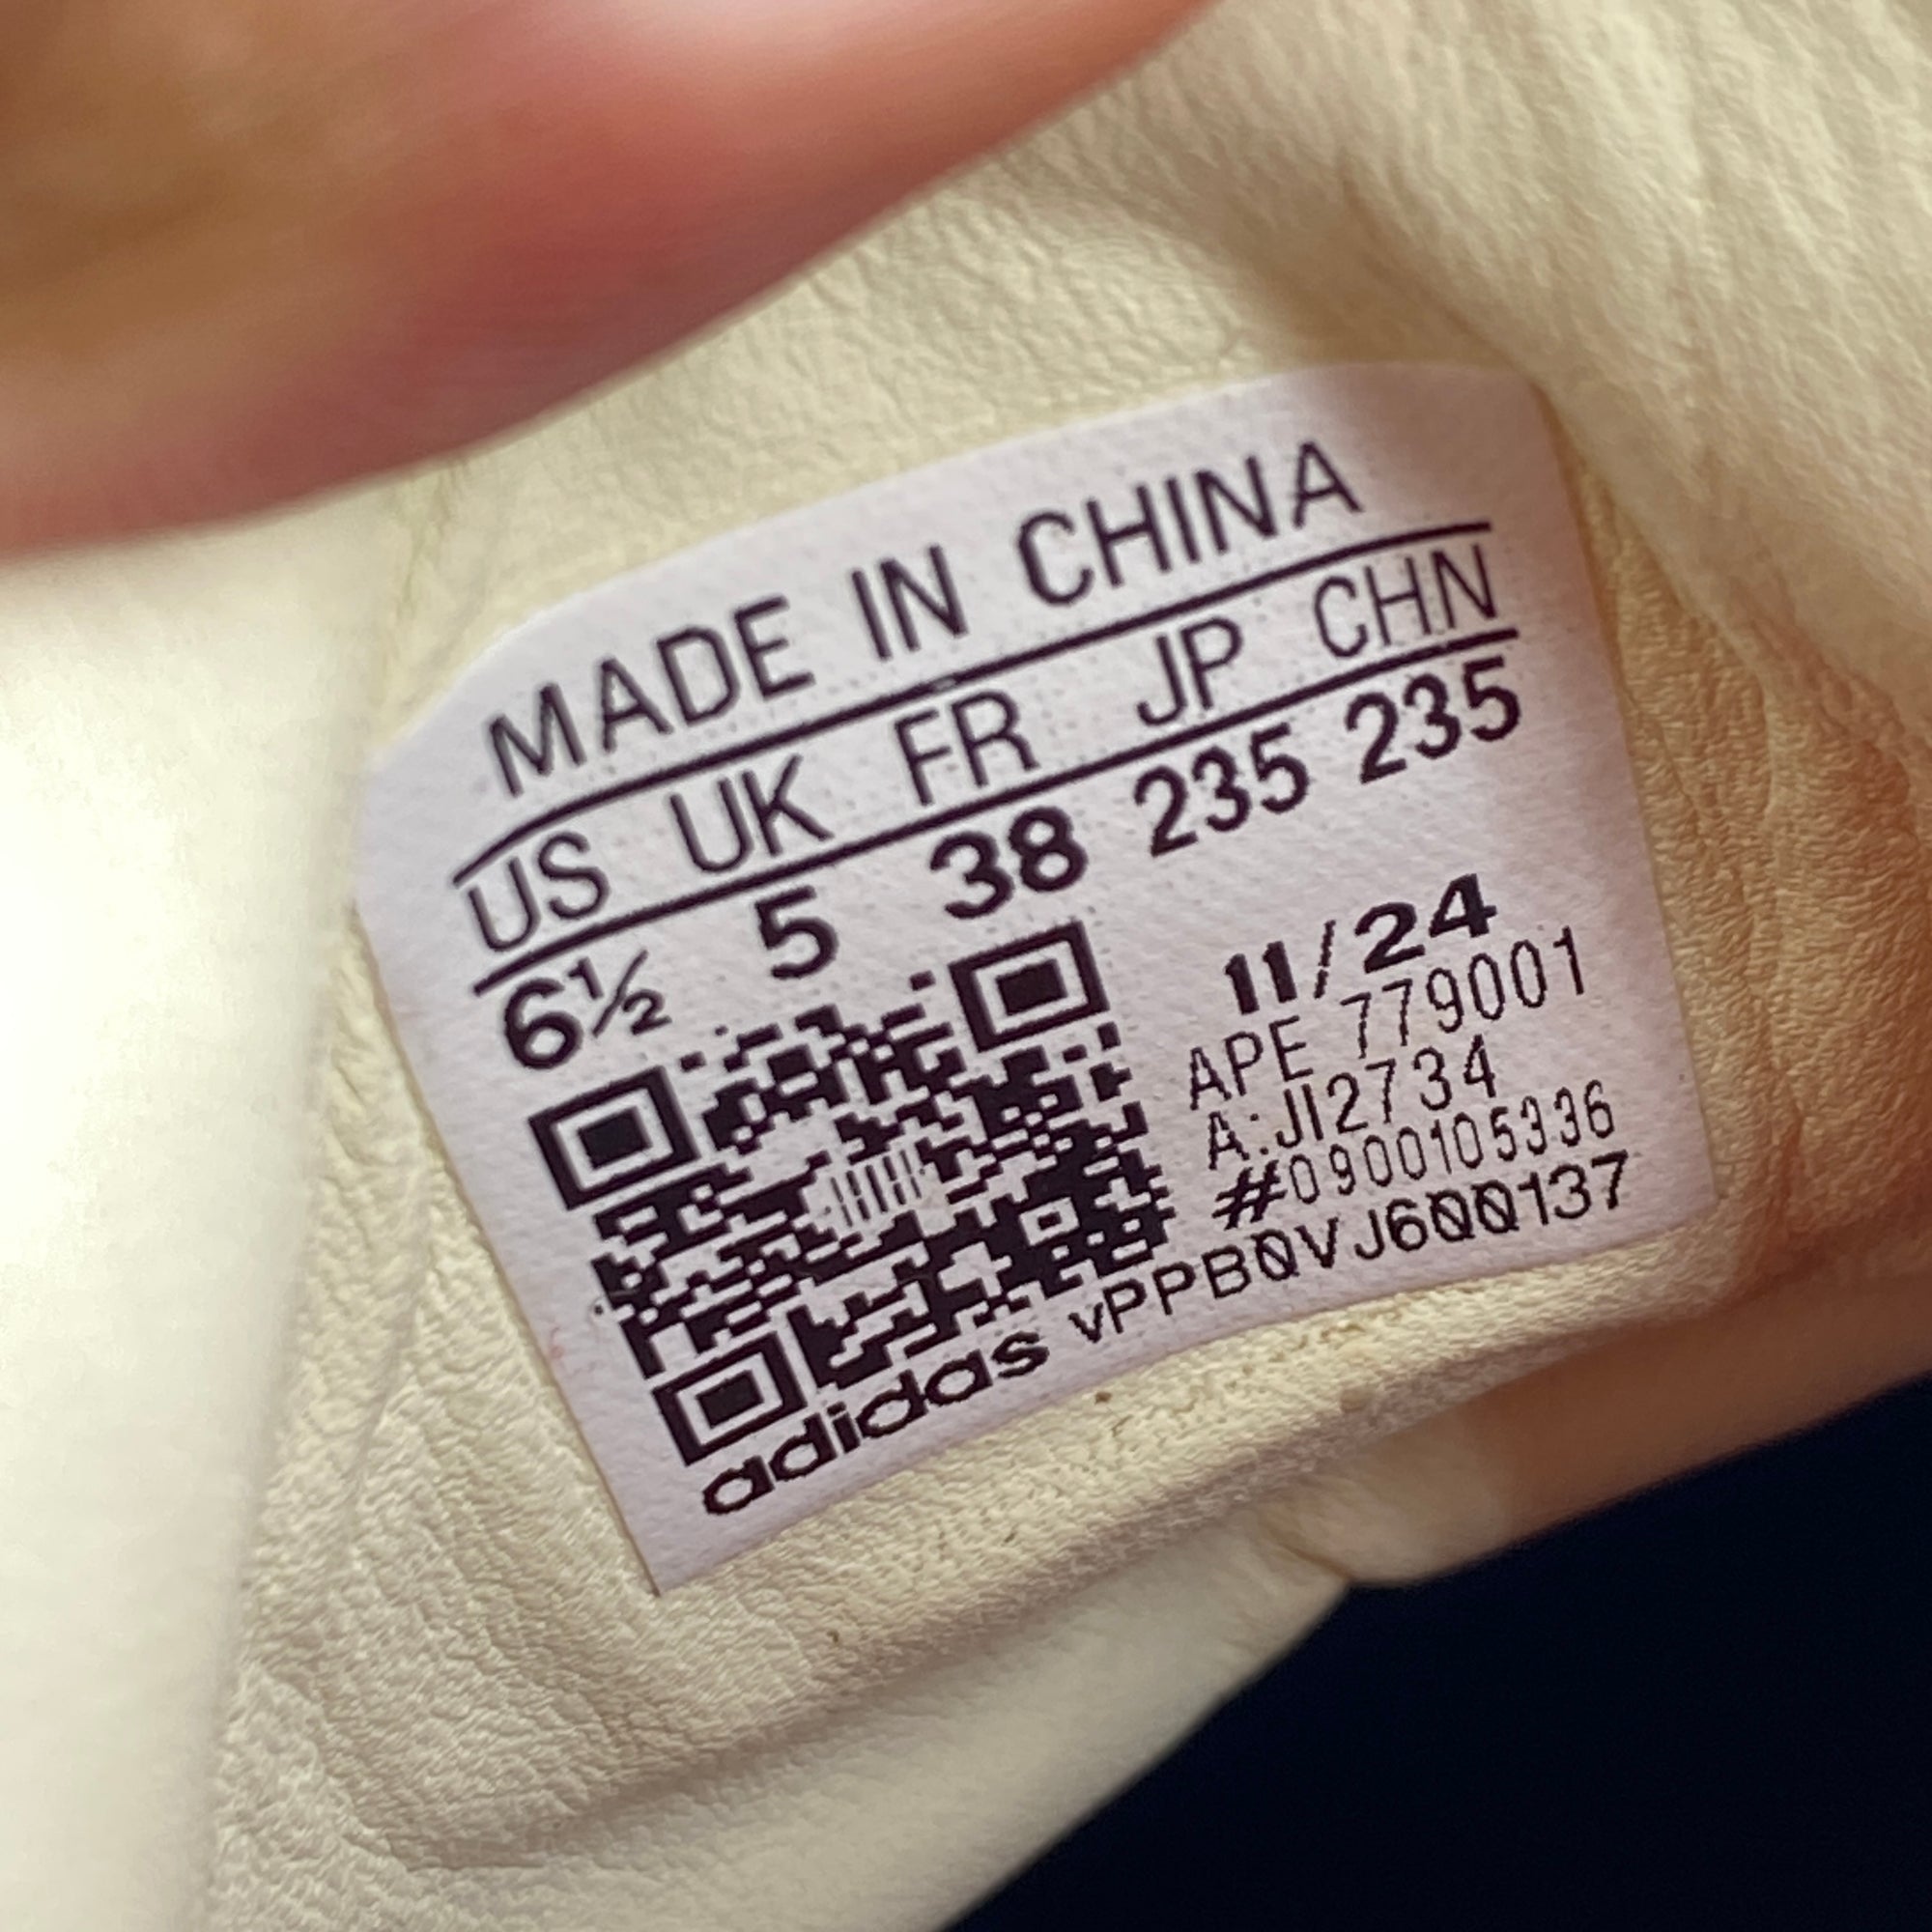 MADE IN CHINA
US UK FR JP CHN
6½ 5 38 235 235
11/24
APE 779001
A:JI2734
#0900105336
adidas vPPB0VJ600137